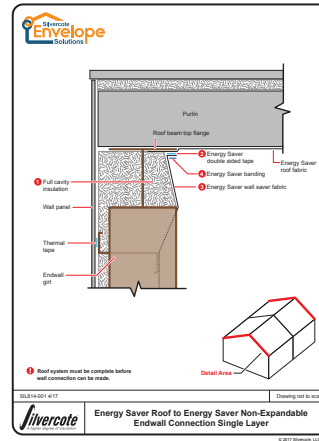 Silvercote
Envelope
Solutions
Purlin
Roof beam top flange
2 Energy Saver
double sided tape
Energy Saver
roof fabric
4 Energy Saver banding
1 Full cavity
insulation
3 Energy Saver wall saver fabric
Wall panel
Thermal
tape
Endwall
girt
! Roof system must be complete before
wall connection can be made.
Detail Area
SIL814-001 4/17
Drawing not to sca
Silvercote
A higher degree of insulation
Energy Saver Roof to Energy Saver Non-Expandable
Endwall Connection Single Layer
© 2017 Silvercote, LLC